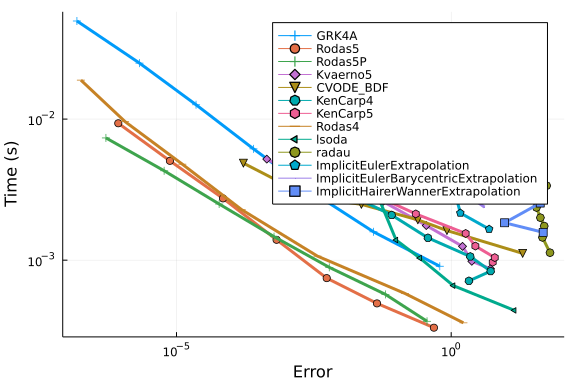 GRK4A
Rodas5
Rodas5P
Kvaerno5
CVODE_BDF
KenCarp4
KenCarp5
Rodas4
lsoda
radau
ImplicitEulerExtrapolation
ImplicitEulerBarycentricExtrapolation
ImplicitHairerWannerExtrapolation
Time (s)
10⁻²
10⁻³
10⁻⁵
10⁰
Error